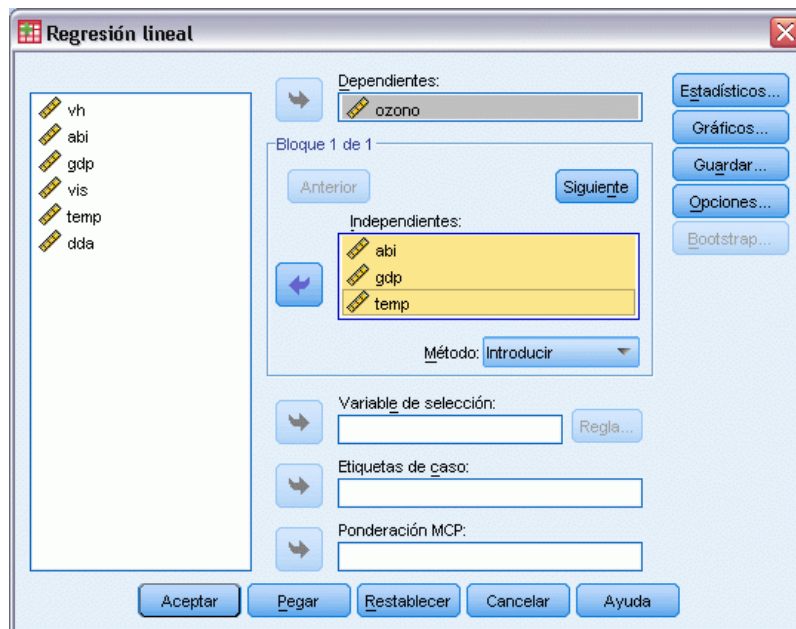 Regresión lineal
vh
abi
gdp
vis
temp
dda
Dependientes:
ozono
Bloque 1 de 1
Anterior
Siguiente
Independientes:
abi
gdp
temp
Método: Introducir
Variable de selección:
Regla...
Etiquetas de caso:
Ponderación MCP:
Estadísticos...
Gráficos...
Guardar...
Opciones...
Bootstrap...
Aceptar
Pegar
Restablecer
Cancelar
Ayuda